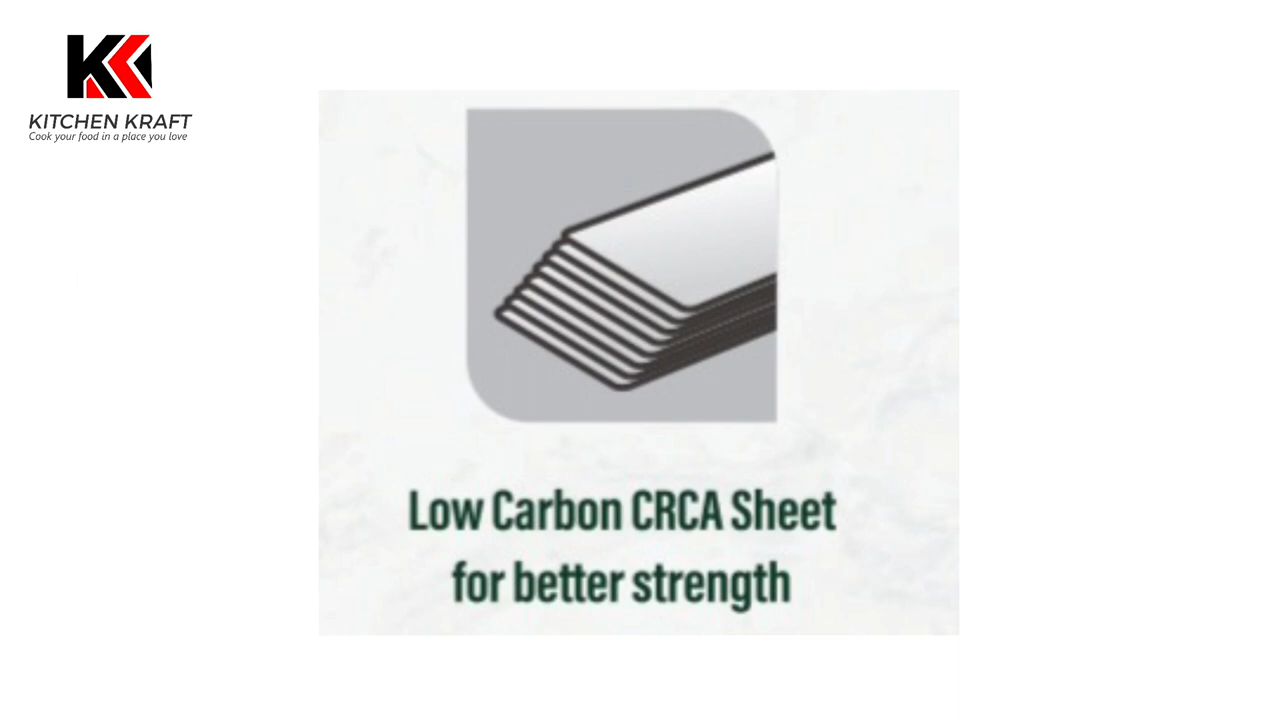 KITCHEN KRAFT
Cook your food in a place you love
Low Carbon CRCA Sheet
for better strength